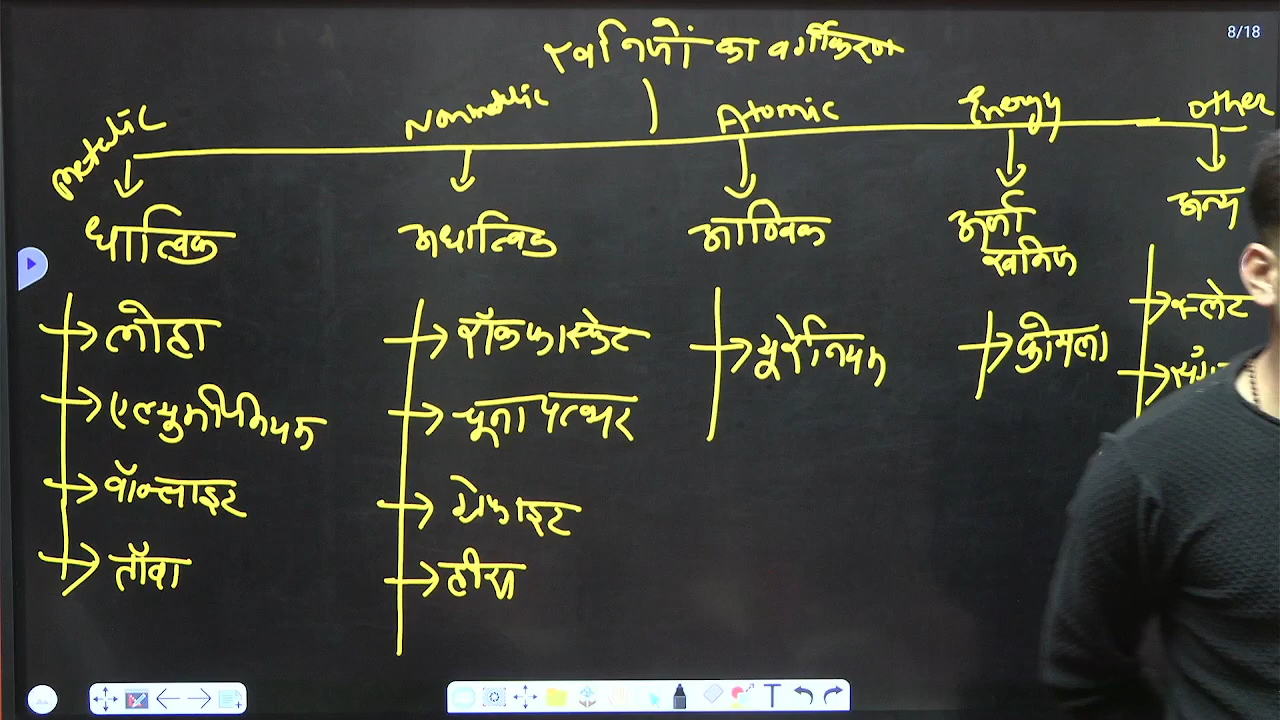 8/18
खनिजों का वर्गीकरण
Metallic Nonmetallic Atomic Energy Other
धात्विक अधात्विक आण्विक ऊर्जा खनिज अन्य
लोहा रॉक फास्फेट यूरेनियम कोयला स्लेट
एल्युमीनियम चूना पत्थर
बॉक्साइट ग्रेफाइट
ताँबा हीरा